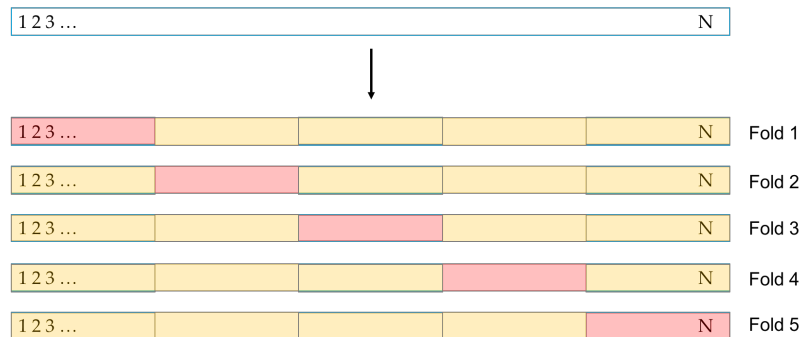 1 2 3 ... N
1 2 3 ... N Fold 1
1 2 3 ... N Fold 2
1 2 3 ... N Fold 3
1 2 3 ... N Fold 4
1 2 3 ... N Fold 5